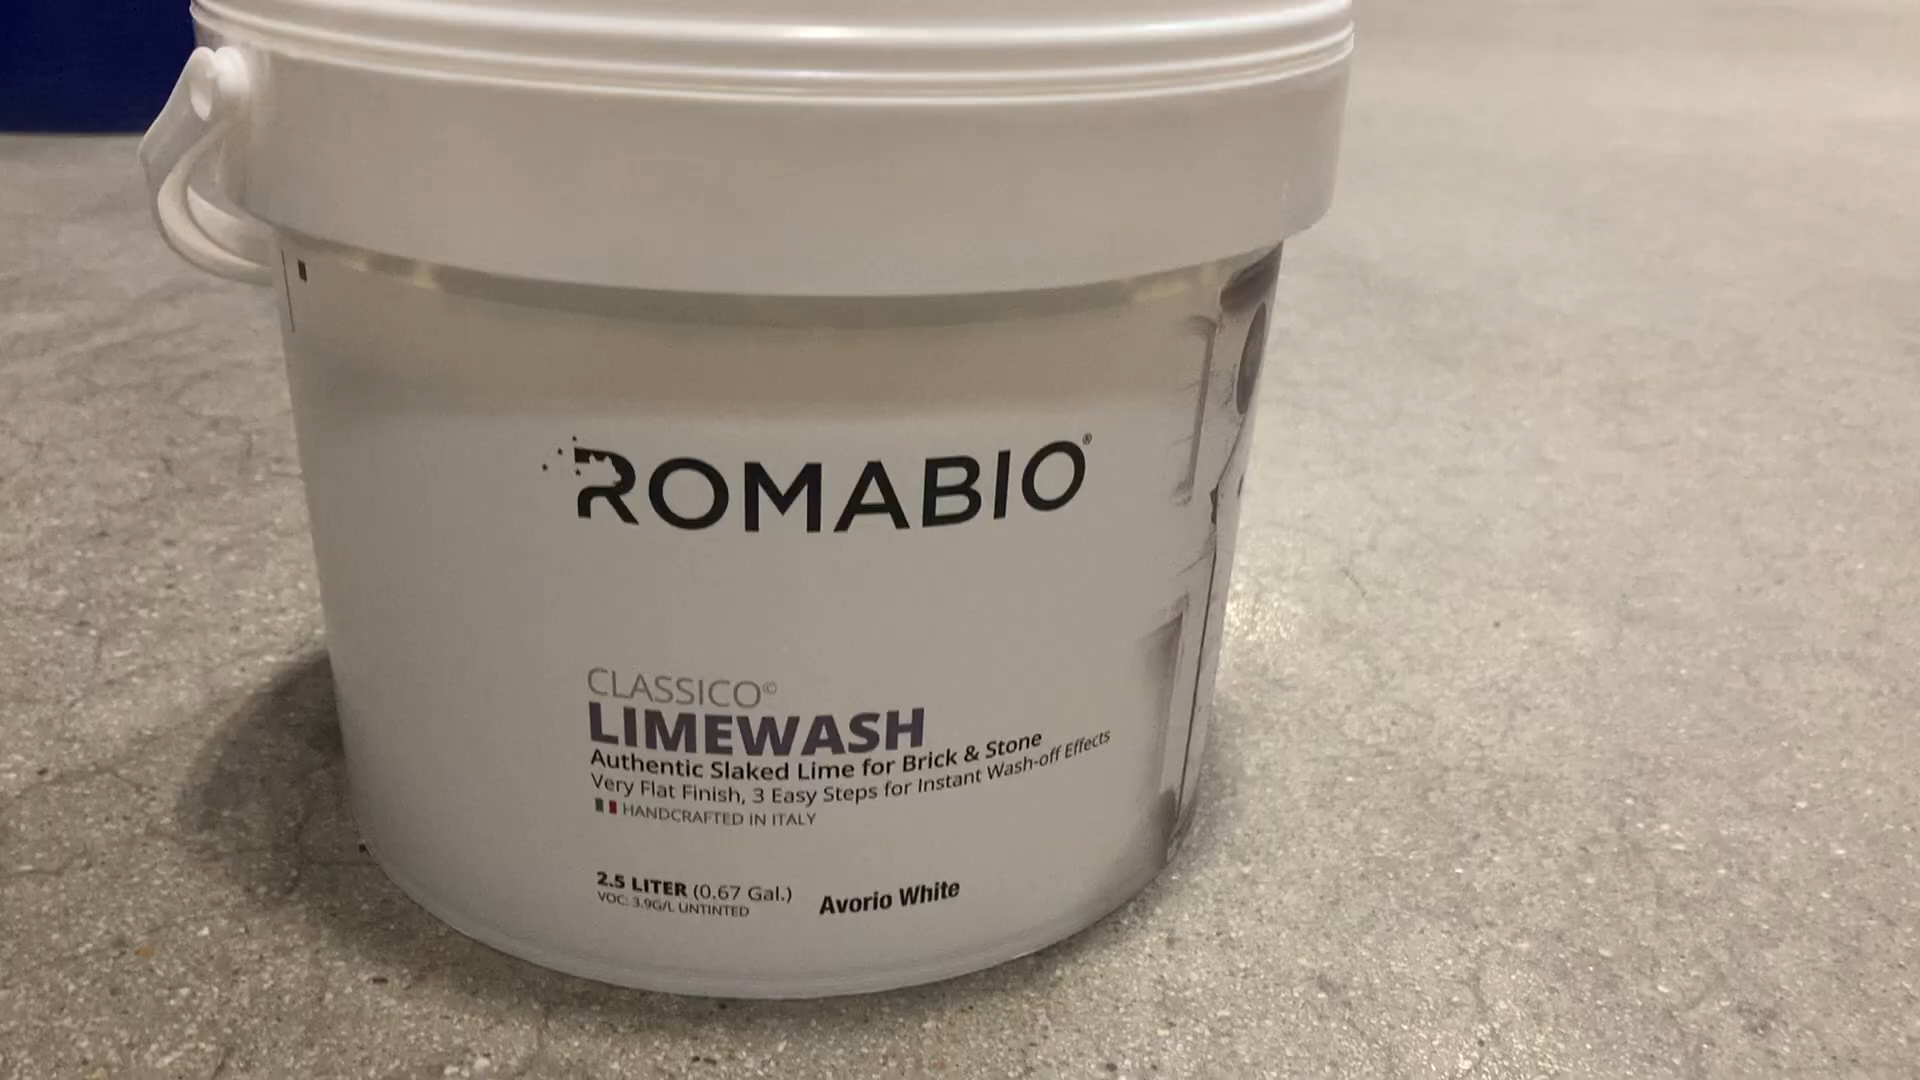 ROMABIO®
CLASSICO©
LIMEWASH
Authentic Slaked Lime for Brick & Stone
Very Flat Finish, 3 Easy Steps for Instant Wash-off Effects
HANDCRAFTED IN ITALY
2.5 LITER (0.67 Gal.) Avorio White
VOC: 3.9G/L UNTINTED